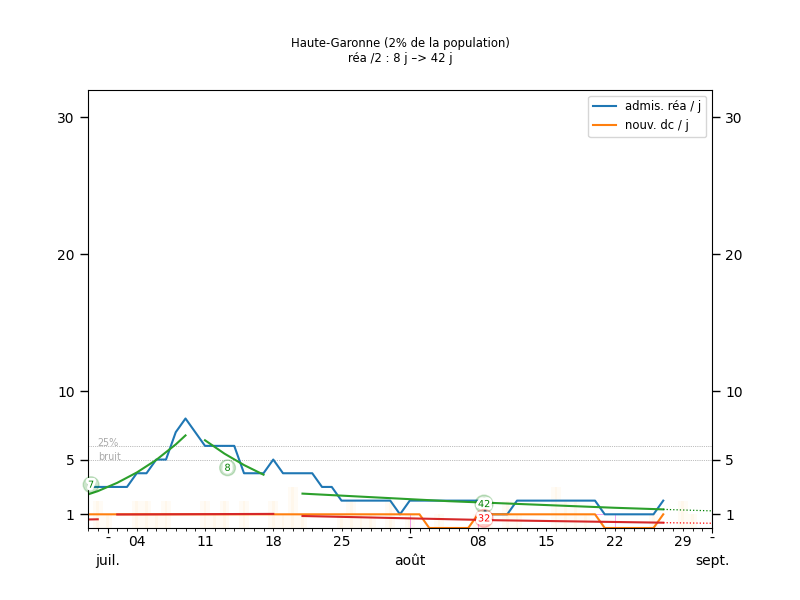 Haute-Garonne (2% de la population)
réa /2 : 8 j –> 42 j
admis. réa / j
nouv. dc / j
30 30
20 20
10 10
25%
bruit
5 5
1 1
-7
8
42
32
04 11 18 25 08 15 22 29
juil. août sept.